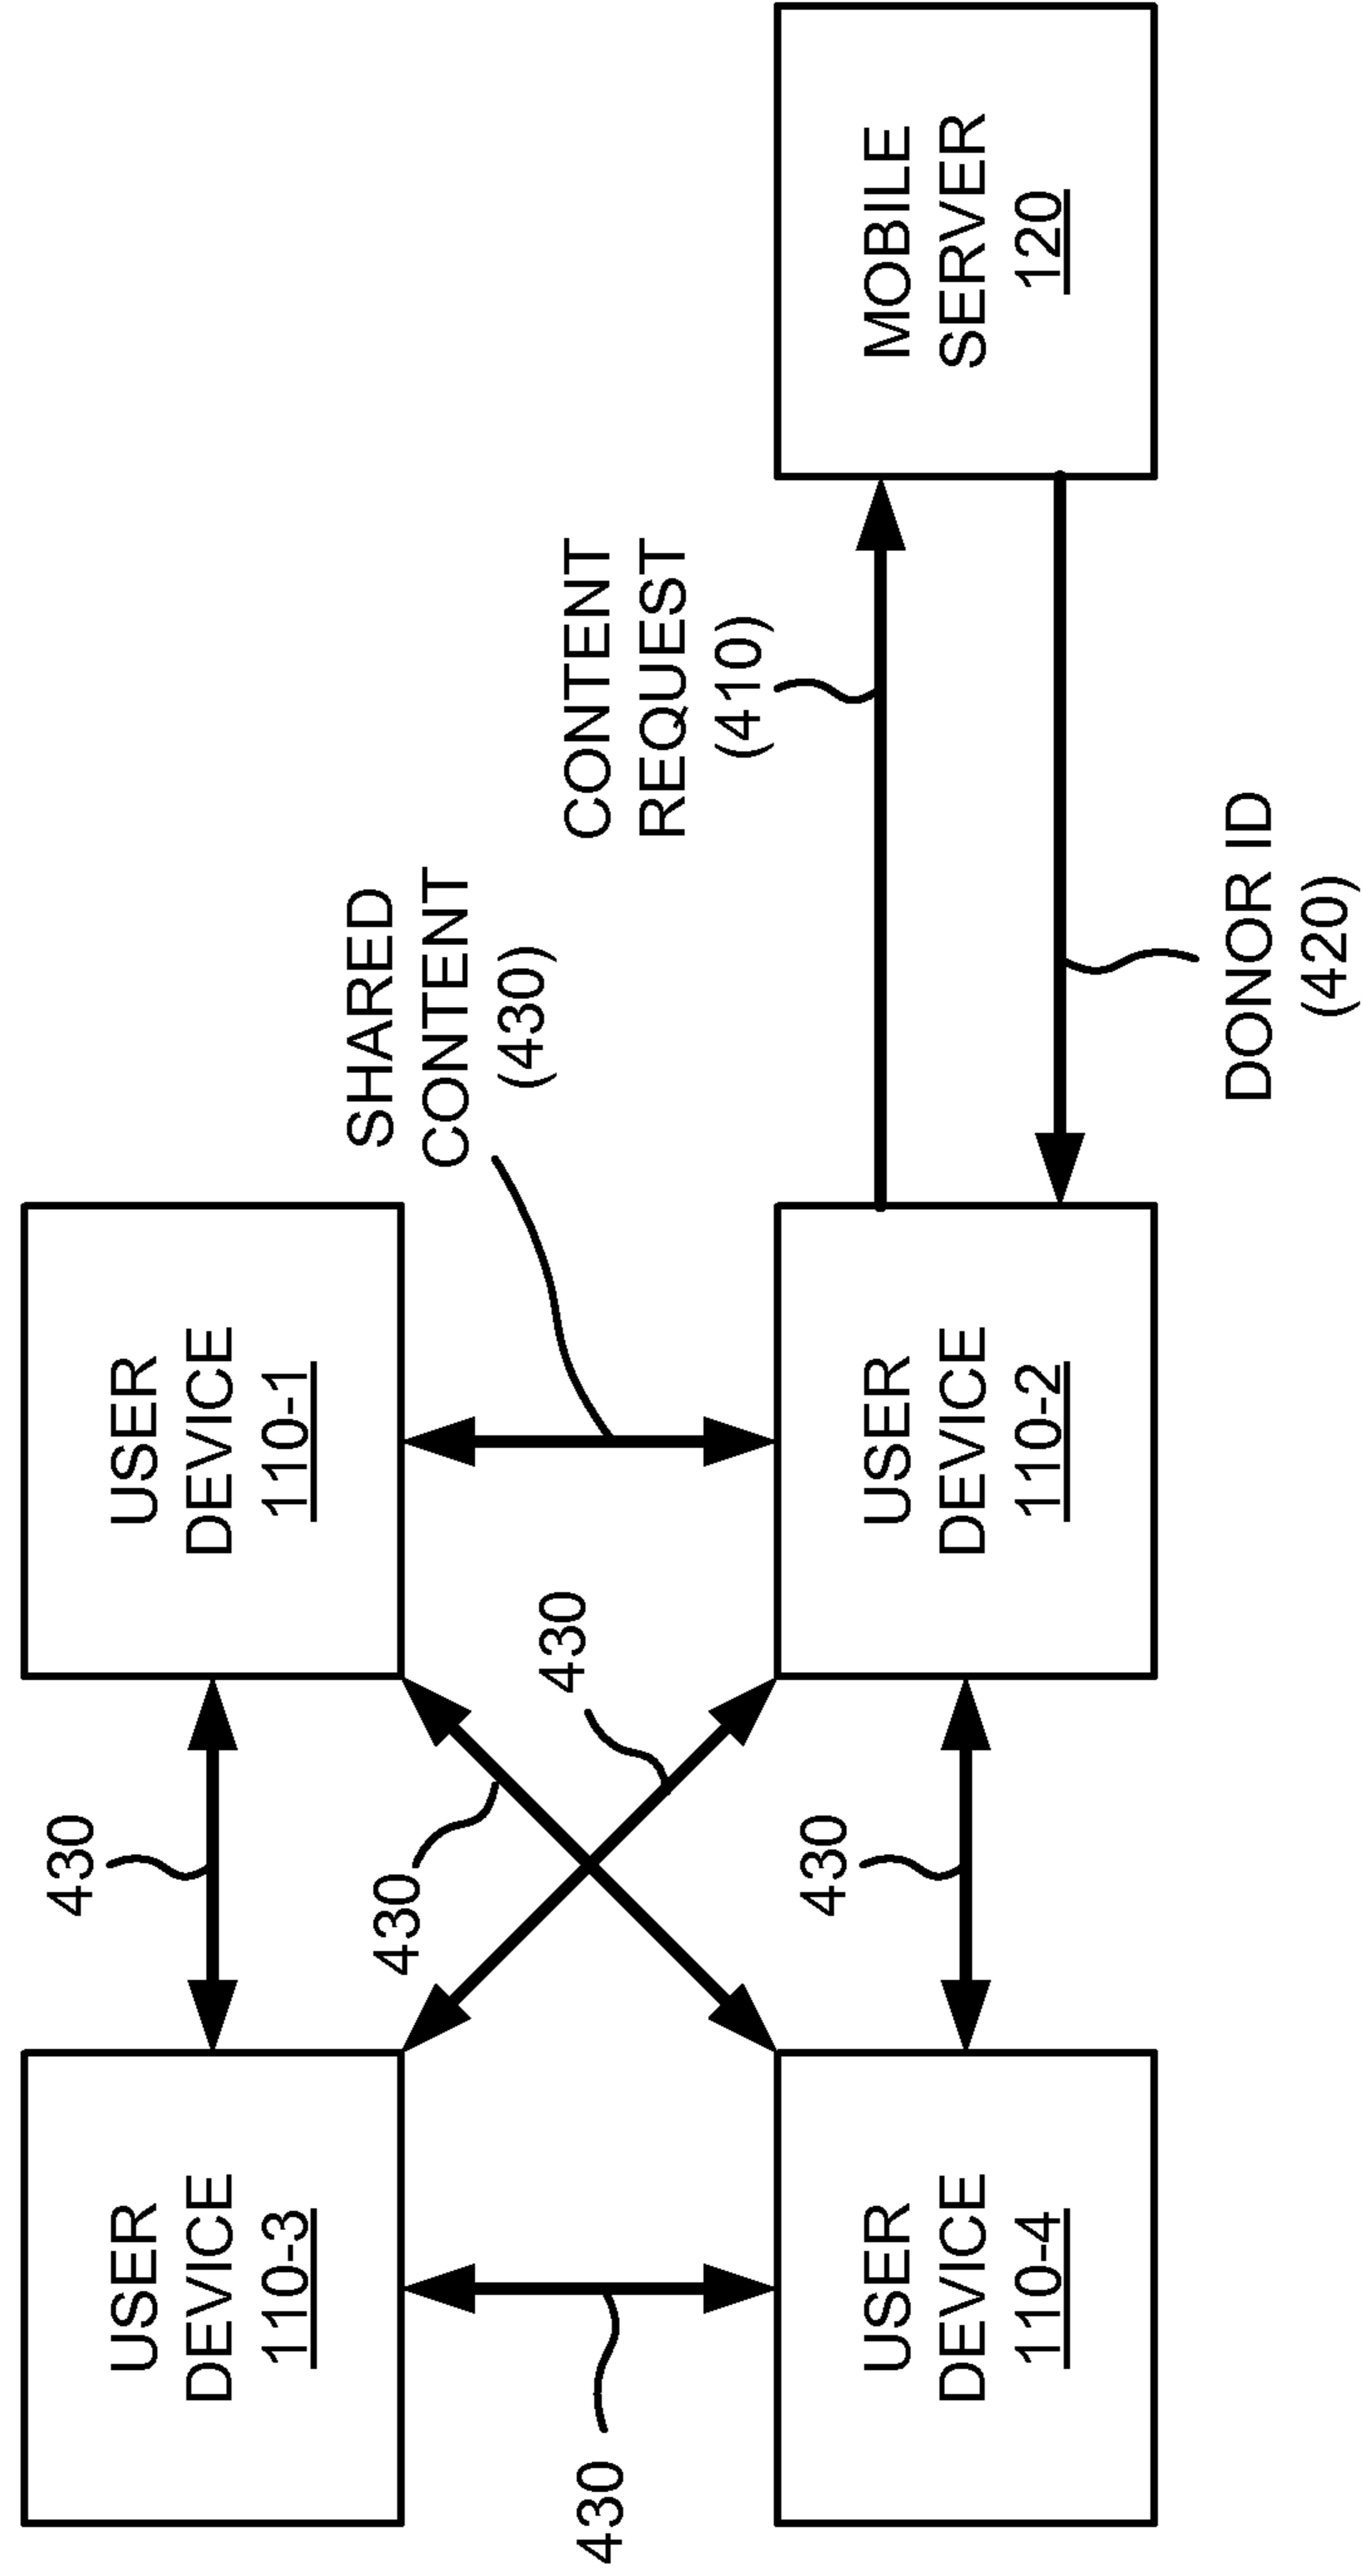 USER
DEVICE
110-3
430
USER
DEVICE
110-1
SHARED
CONTENT
(430)
430
430
430
CONTENT
REQUEST
(410)
USER
DEVICE
110-4
430
USER
DEVICE
110-2
MOBILE
SERVER
120
DONOR ID
(420)